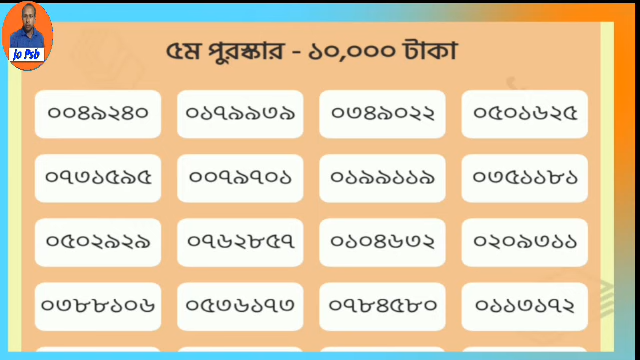 jo Psb
৫ম পুরস্কার - ১০,০০০ টাকা
০০৪৯২৪০ ০১৭৯৯৩৯ ০৩৪৯০২২ ০৫০১৬২৫
০৭৩১৫৯৫ ০০৭৯৭০১ ০১৯৯১১৯ ০৩৫১১৮১
০৫০২৯২৯ ০৭৬২৮৫৭ ০১০৪৬৩২ ০২০৯৩১১
০৩৮৮১০৬ ০৫৩৬১৭৩ ০৭৮৪৫৮০ ০১১৩১৭২